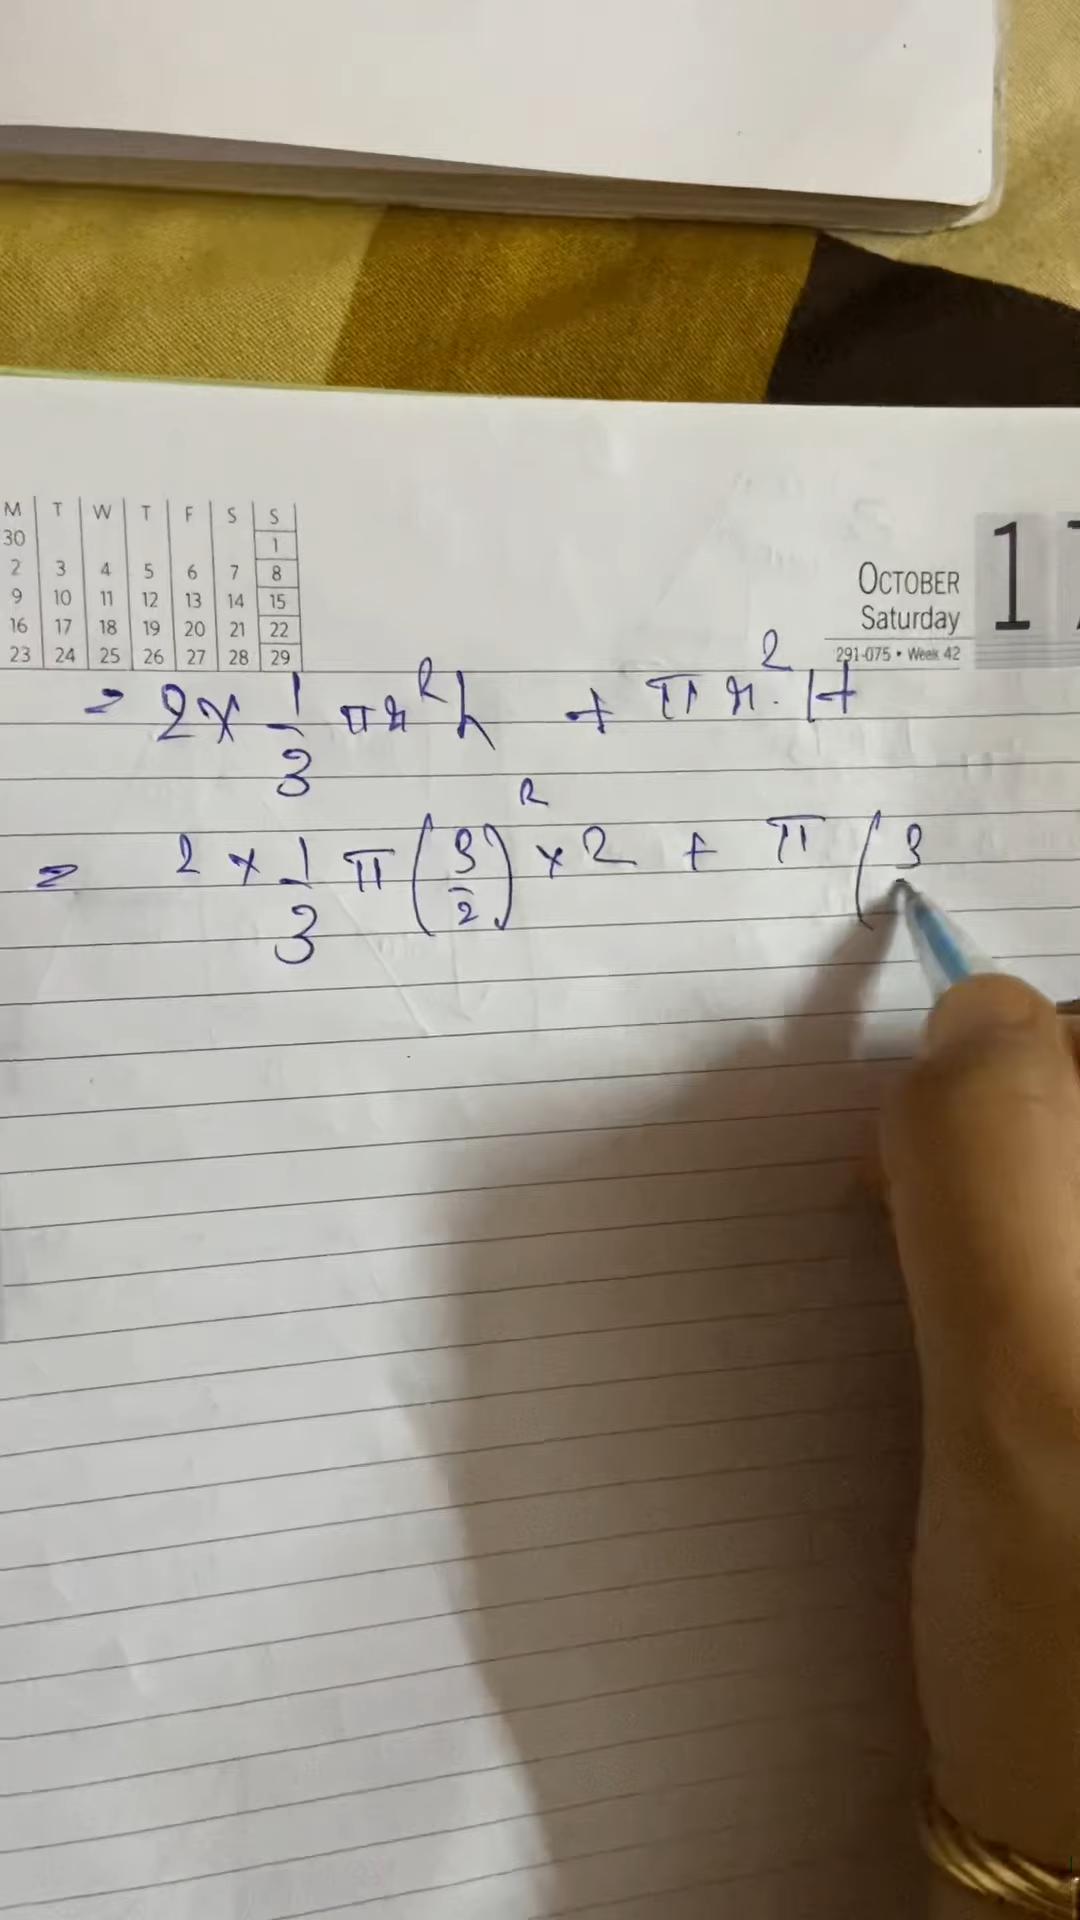 M T W T F S S
30 1
2 3 4 5 6 7 8
9 10 11 12 13 14 15
16 17 18 19 20 21 22
23 24 25 26 27 28 29
OCTOBER
Saturday
291-075 • Week 42
17
= 2 × 1/3 πr²h + πr². H
= 2 × 1/3 π (3/2)² × 2 + π (3